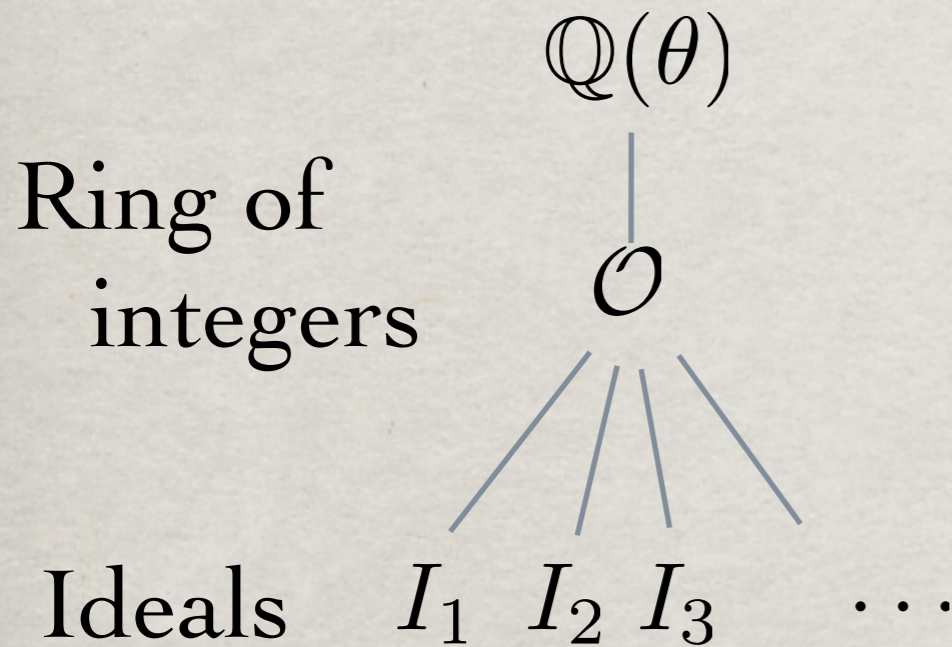 ℚ(θ)
Ring of
integers
𝒪
Ideals I₁ I₂ I₃ ⋯